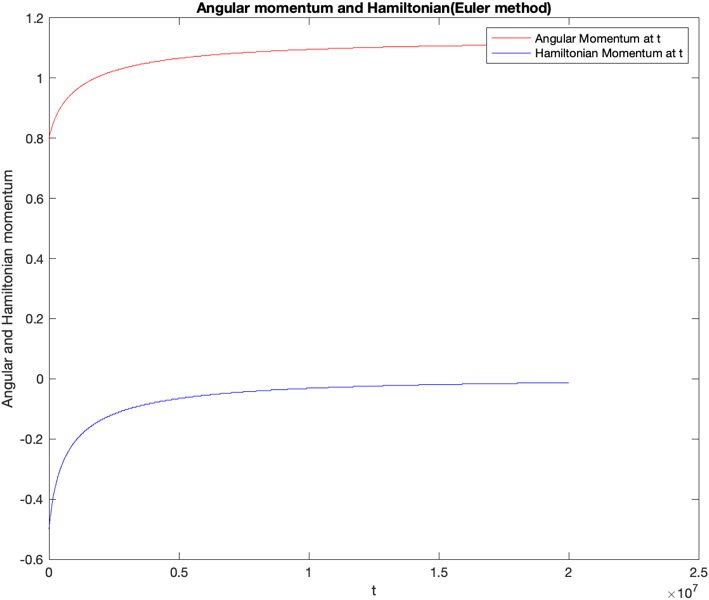 Angular momentum and Hamiltonian(Euler method)
Angular Momentum at t
Hamiltonian Momentum at t
Angular and Hamiltonian momentum
1.2
1
0.8
0.6
0.4
0.2
0
-0.2
-0.4
-0.6
0 0.5 1 1.5 2 2.5
t
×10⁷